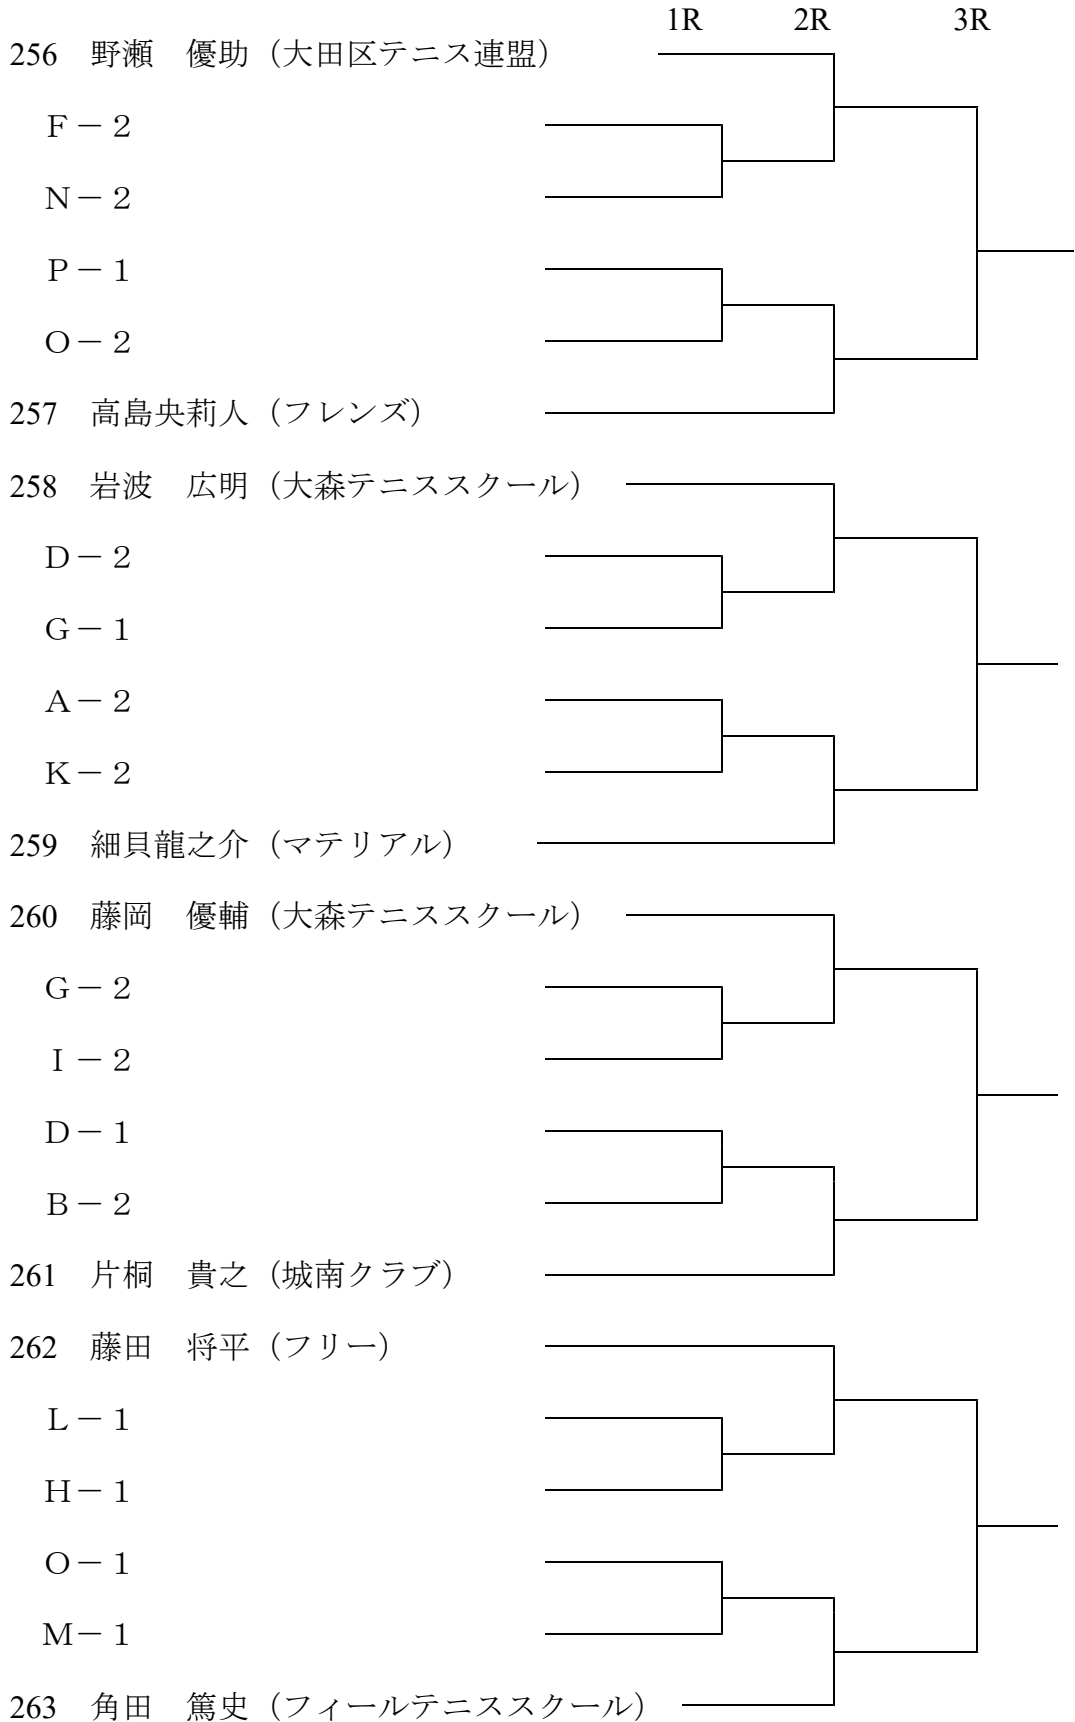 1R 2R 3R
256 野瀬　優助（大田区テニス連盟）
Ｆ－２
Ｎ－２
Ｐ－１
Ｏ－２
257 高島央莉人（フレンズ）
258 岩波　広明（大森テニススクール）
Ｄ－２
Ｇ－１
Ａ－２
Ｋ－２
259 細貝龍之介（マテリアル）
260 藤岡　優輔（大森テニススクール）
Ｇ－２
Ｉ－２
Ｄ－１
Ｂ－２
261 片桐　貴之（城南クラブ）
262 藤田　将平（フリー）
Ｌ－１
Ｈ－１
Ｏ－１
Ｍ－１
263 角田　篤史（フィールテニススクール）